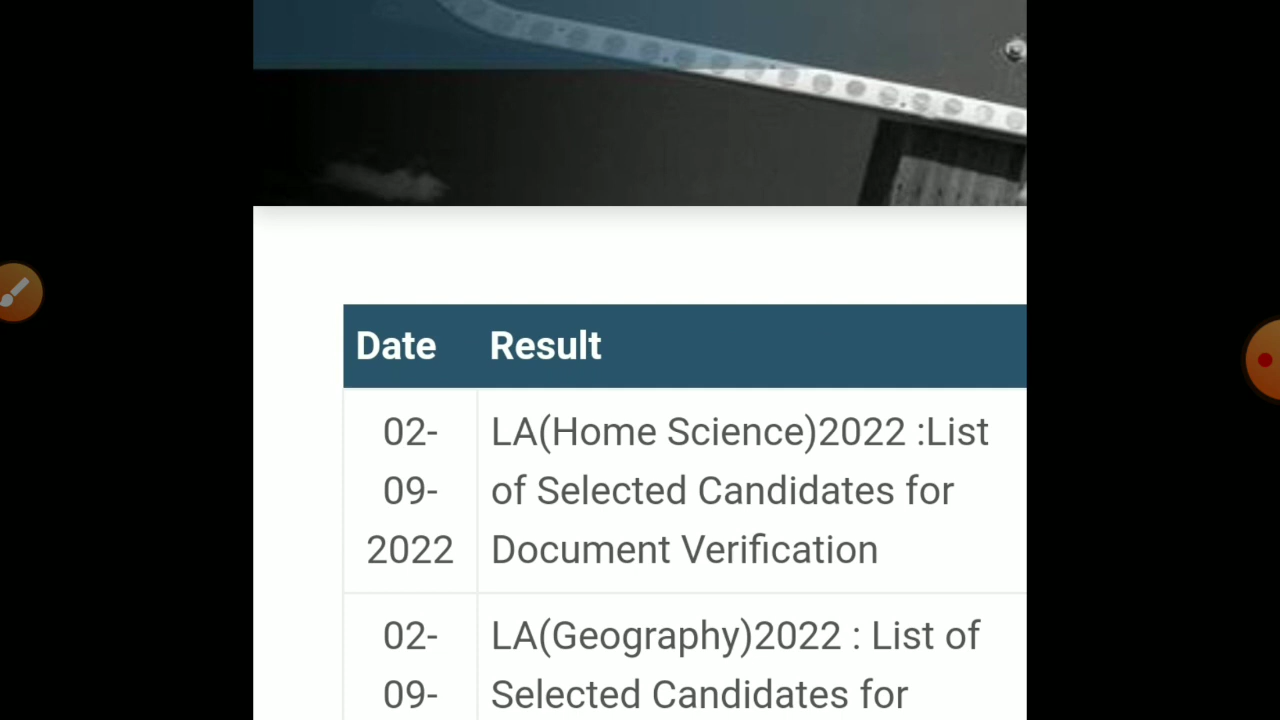 Date Result
02- LA(Home Science)2022 :List
09- of Selected Candidates for
2022 Document Verification
02- LA(Geography)2022 : List of
09- Selected Candidates for